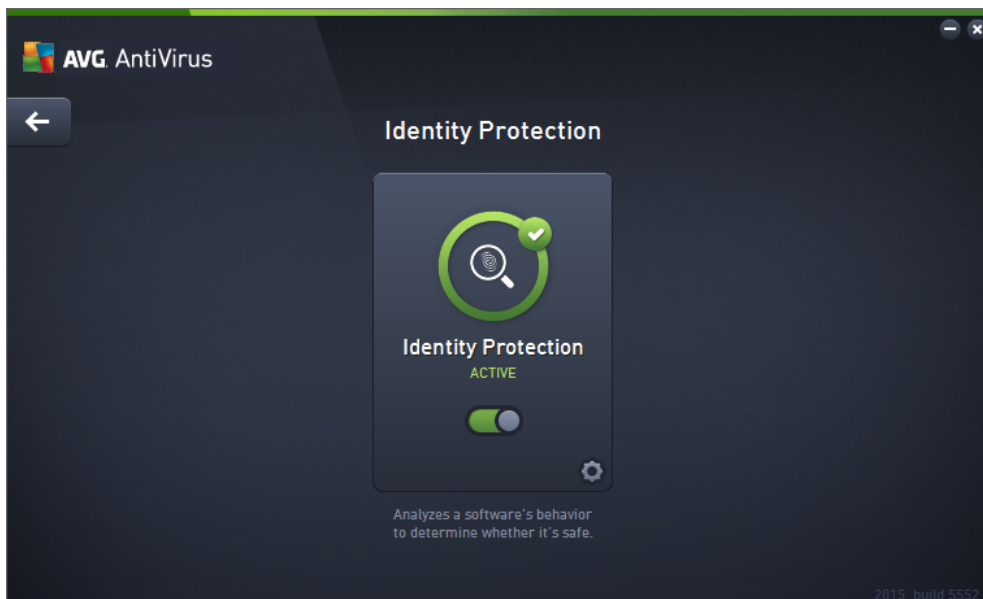 AVG. AntiVirus
Identity Protection
Identity Protection
ACTIVE
Analyzes a software's behavior
to determine whether it's safe.
2015 build 5552